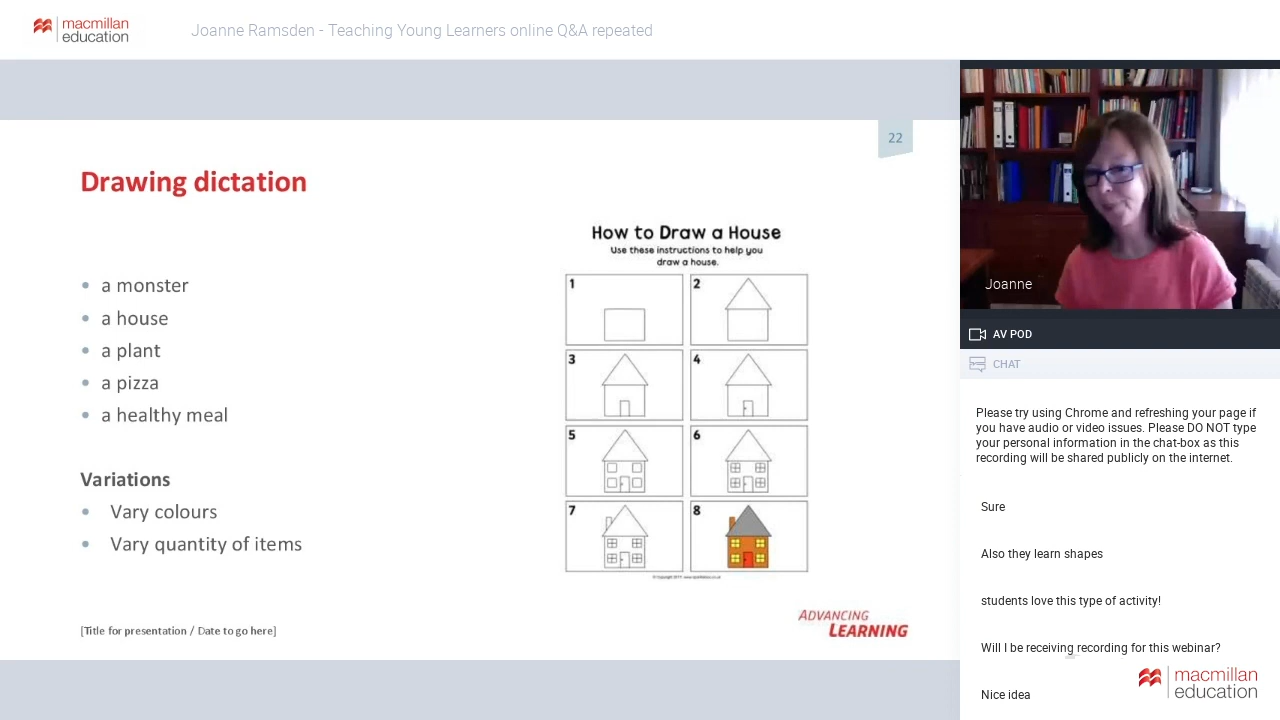 macmillan
education
Joanne Ramsden - Teaching Young Learners online Q&A repeated
22
Drawing dictation
• a monster
• a house
• a plant
• a pizza
• a healthy meal
Variations
• Vary colours
• Vary quantity of items
How to Draw a House
Use these instructions to help you
draw a house.
1
2
3
4
5
6
7
8
[Title for presentation / Date to go here]
ADVANCING
LEARNING
Joanne
AV POD
CHAT
Please try using Chrome and refreshing your page if
you have audio or video issues. Please DO NOT type
your personal information in the chat-box as this
recording will be shared publicly on the internet.
Sure
Also they learn shapes
students love this type of activity!
Will I be receiving recording for this webinar?
Nice idea
macmillan
education